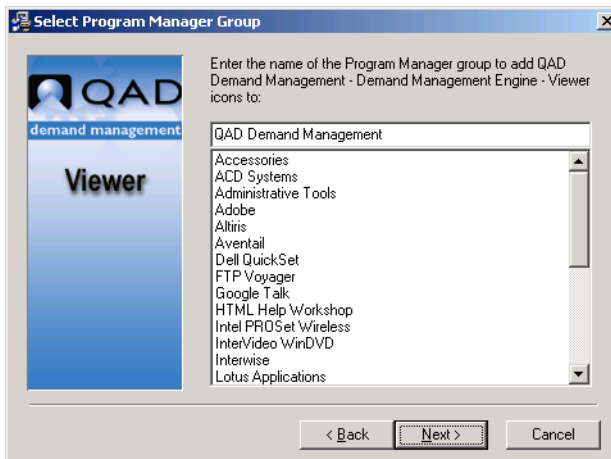 Select Program Manager Group
Enter the name of the Program Manager group to add QAD
Demand Management - Demand Management Engine - Viewer
icons to:
QAD
demand management
Viewer
QAD Demand Management
Accessories
ACD Systems
Administrative Tools
Adobe
Altiris
Aventail
Dell QuickSet
FTP Voyager
Google Talk
HTML Help Workshop
Intel PROSet Wireless
InterVideo WinDVD
Interwise
Lotus Applications
< Back
Next >
Cancel